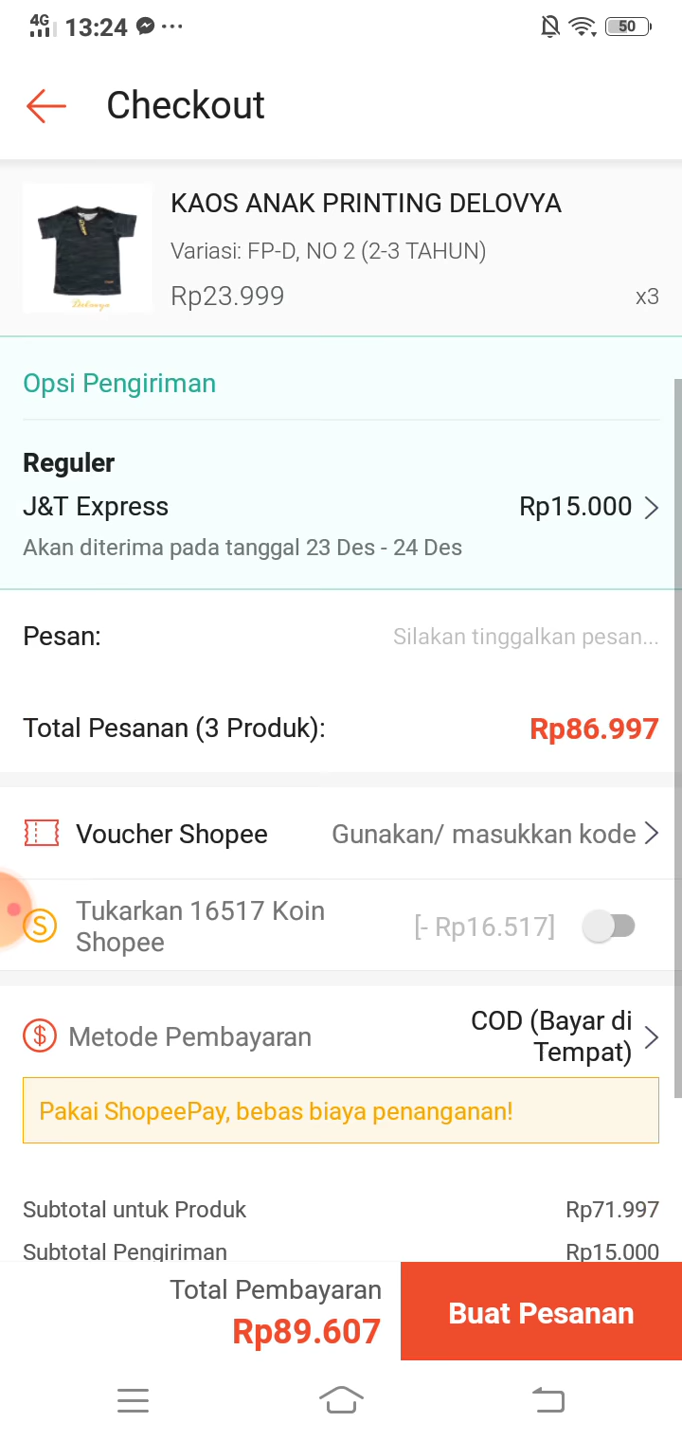 4G 13:24 ... 50
Checkout
KAOS ANAK PRINTING DELOVYA
Variasi: FP-D, NO 2 (2-3 TAHUN)
Rp23.999 x3
Delovya
Opsi Pengiriman
Reguler
J&T Express Rp15.000
Akan diterima pada tanggal 23 Des - 24 Des
Pesan: Silakan tinggalkan pesan...
Total Pesanan (3 Produk): Rp86.997
Voucher Shopee Gunakan/ masukkan kode
Tukarkan 16517 Koin
Shopee [- Rp16.517]
Metode Pembayaran COD (Bayar di
Tempat)
Pakai ShopeePay, bebas biaya penanganan!
Subtotal untuk Produk Rp71.997
Subtotal Pengiriman Rp15.000
Total Pembayaran
Rp89.607
Buat Pesanan